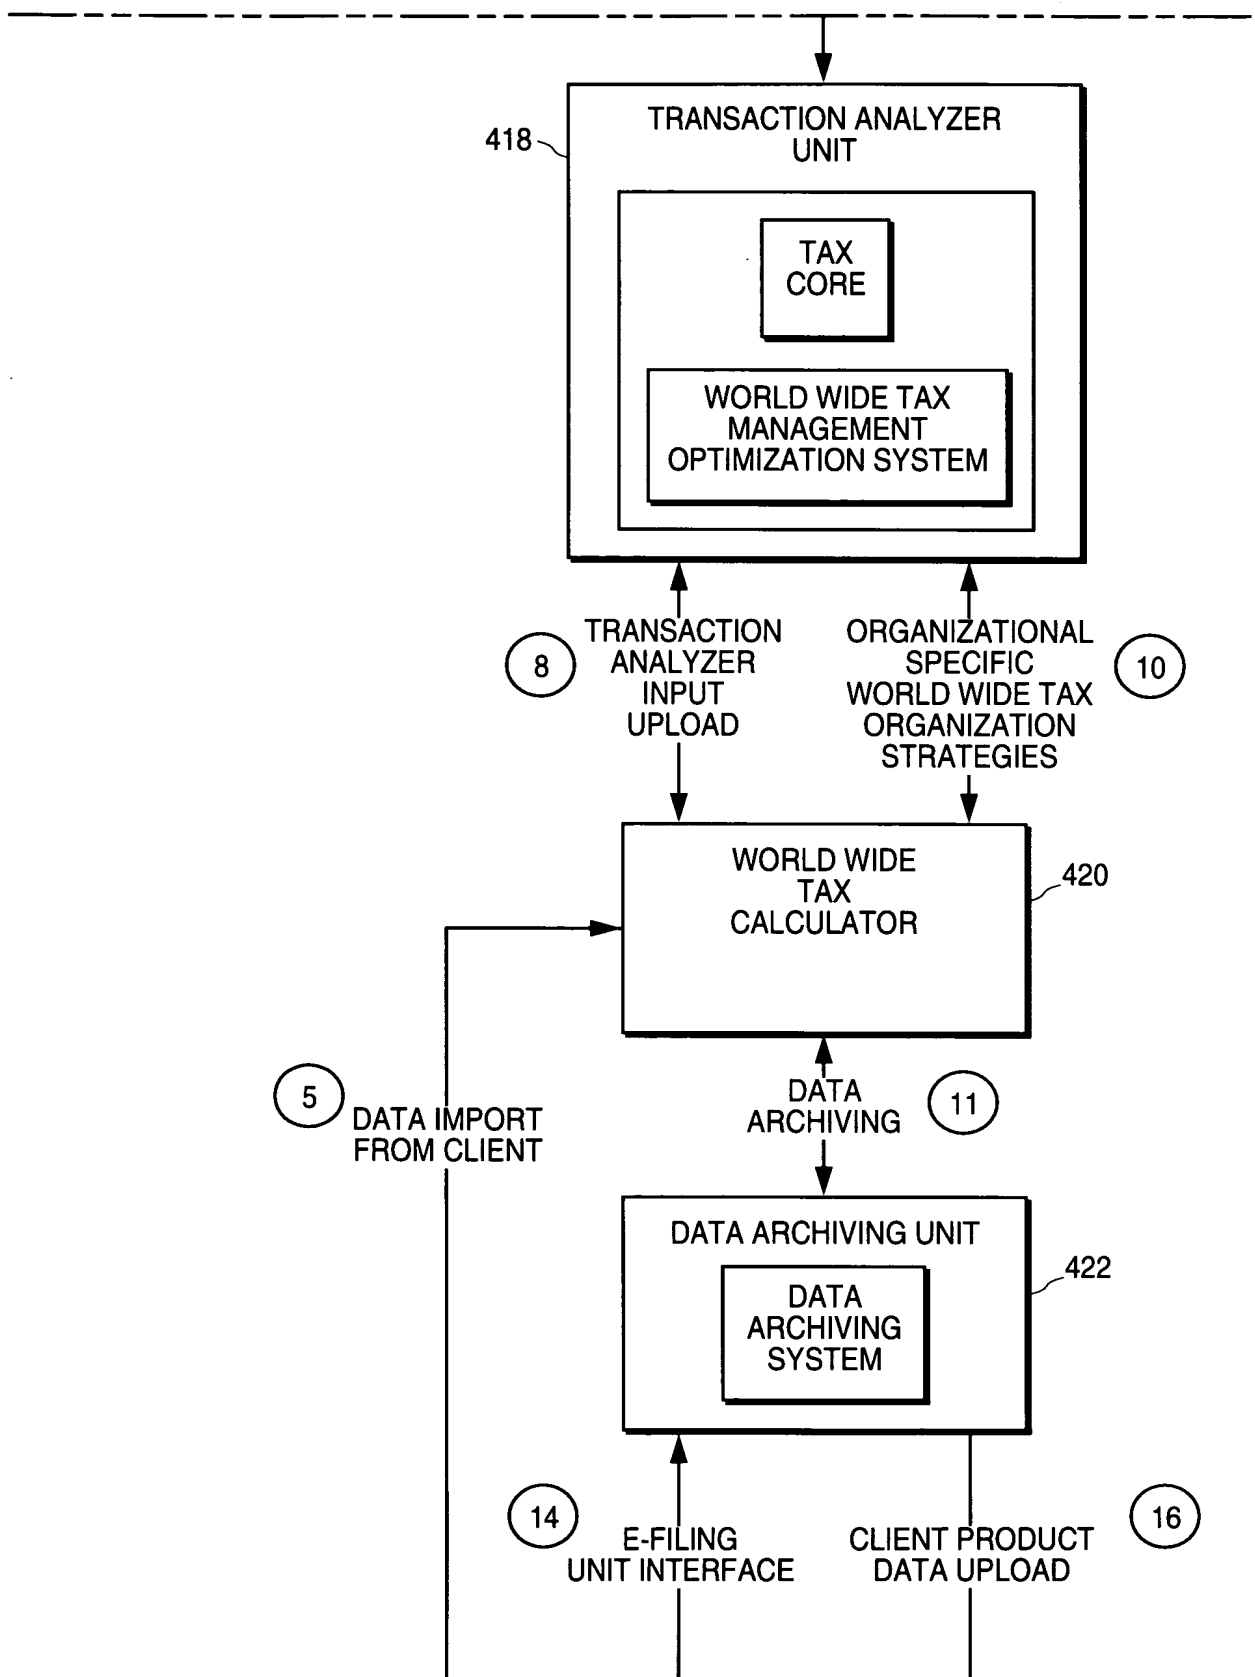 TRANSACTION ANALYZER
UNIT
418
TAX
CORE
WORLD WIDE TAX
MANAGEMENT
OPTIMIZATION SYSTEM
8
TRANSACTION
ANALYZER
INPUT
UPLOAD
ORGANIZATIONAL
SPECIFIC
WORLD WIDE TAX
ORGANIZATION
STRATEGIES
10
WORLD WIDE
TAX
CALCULATOR
420
5
DATA IMPORT
FROM CLIENT
DATA
ARCHIVING
11
DATA ARCHIVING UNIT
422
DATA
ARCHIVING
SYSTEM
14
E-FILING
UNIT INTERFACE
CLIENT PRODUCT
DATA UPLOAD
16